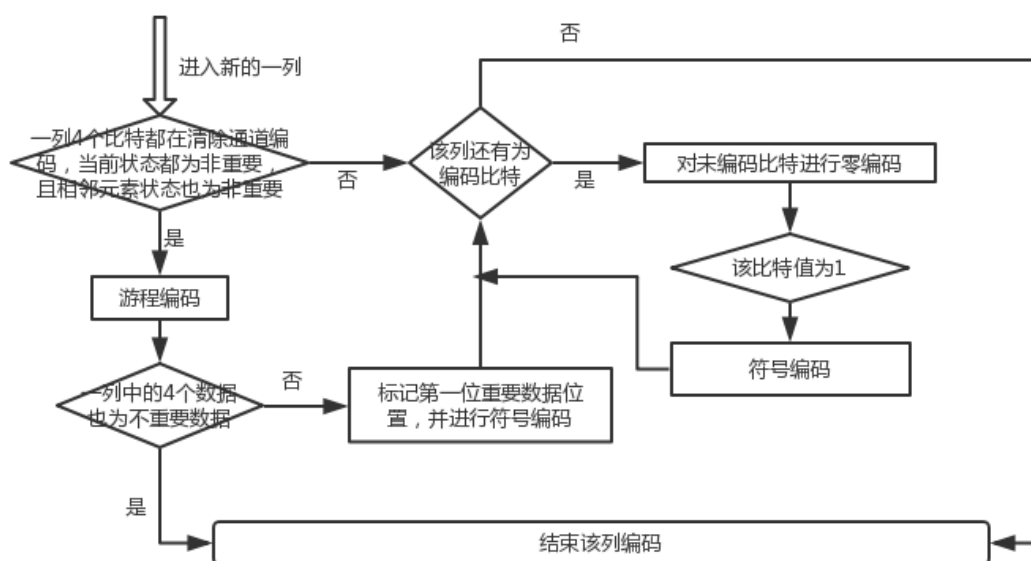 否
进入新的一列
一列4个比特都在清除通道编
码，当前状态都为非重要，
且相邻元素状态也为非重要
否
该列还有为
编码比特
是
对未编码比特进行零编码
是
该比特值为1
游程编码
符号编码
一列中的4个数据
也为不重要数据
否
标记第一位重要数据位
置，并进行符号编码
是
结束该列编码